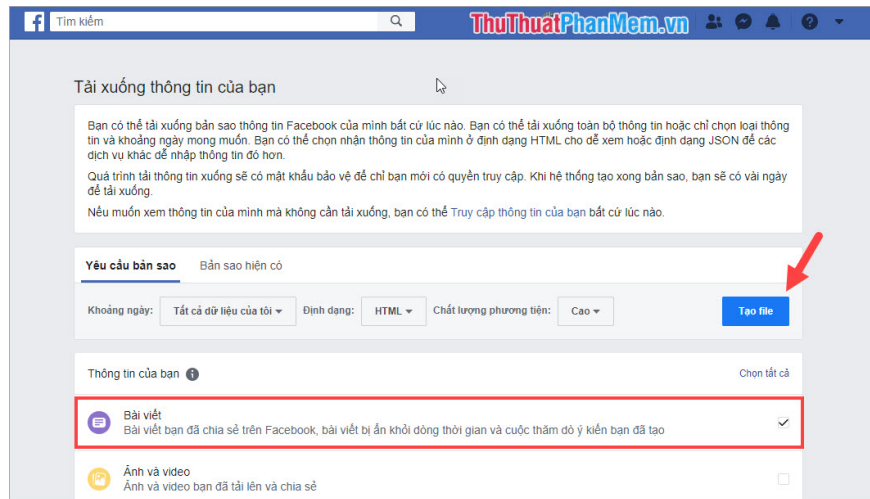 Tìm kiếm
ThuThuatPhanMem.vn
Tải xuống thông tin của bạn
Bạn có thể tải xuống bản sao thông tin Facebook của mình bất cứ lúc nào. Bạn có thể tải xuống toàn bộ thông tin hoặc chỉ chọn loại thông
tin và khoảng ngày mong muốn. Bạn có thể chọn nhận thông tin của mình ở định dạng HTML cho dễ xem hoặc định dạng JSON để các
dịch vụ khác dễ nhập thông tin đó hơn.
Quá trình tải thông tin xuống sẽ có mật khẩu bảo vệ để chỉ bạn mới có quyền truy cập. Khi hệ thống tạo xong bản sao, bạn sẽ có vài ngày
để tải xuống.
Nếu muốn xem thông tin của mình mà không cần tải xuống, bạn có thể Truy cập thông tin của bạn bất cứ lúc nào.
Yêu cầu bản sao Bản sao hiện có
Khoảng ngày: Tất cả dữ liệu của tôi Định dạng: HTML Chất lượng phương tiện: Cao Tạo file
Thông tin của bạn Chọn tất cả
Bài viết
Bài viết bạn đã chia sẻ trên Facebook, bài viết bị ẩn khỏi dòng thời gian và cuộc thăm dò ý kiến bạn đã tạo
Ảnh và video
Ảnh và video bạn đã tải lên và chia sẻ